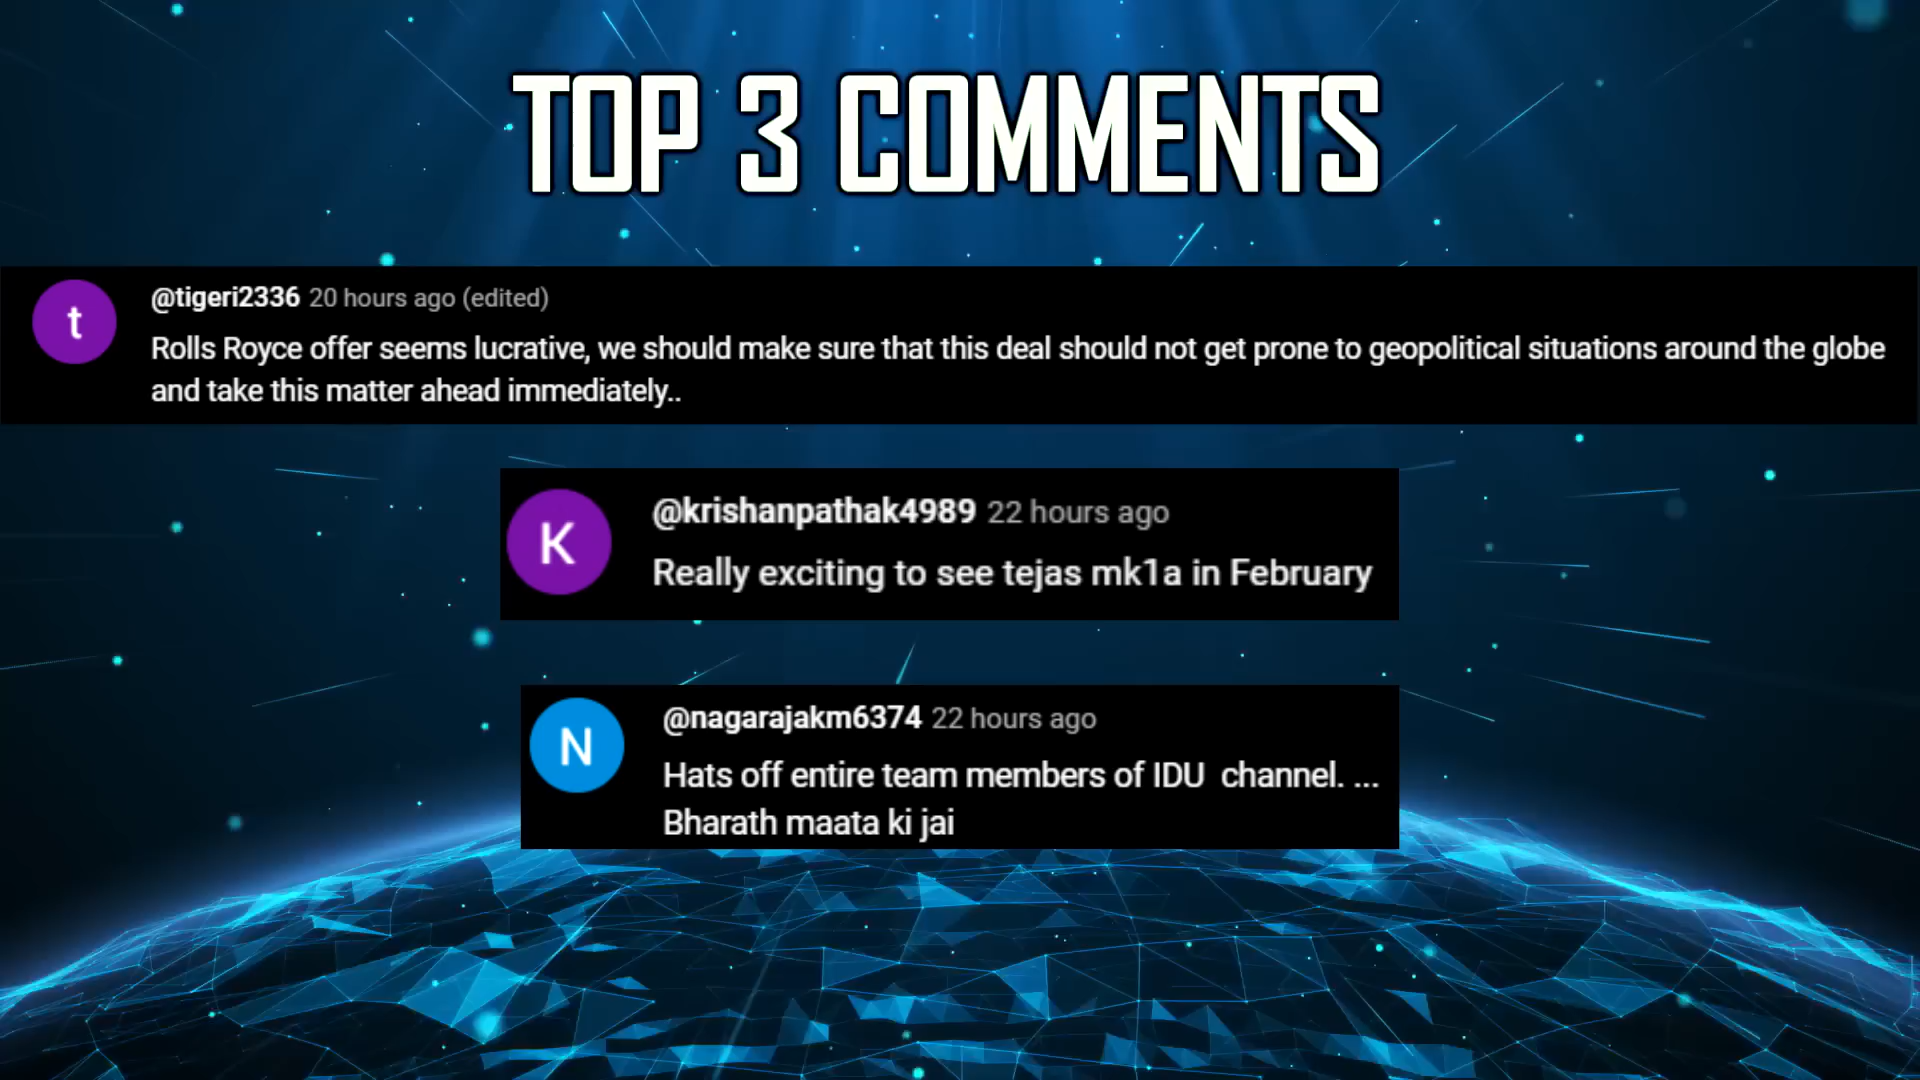 TOP 3 COMMENTS
t
@tigeri2336 20 hours ago (edited)
Rolls Royce offer seems lucrative, we should make sure that this deal should not get prone to geopolitical situations around the globe
and take this matter ahead immediately..
K
@krishanpathak4989 22 hours ago
Really exciting to see tejas mk1a in February
N
@nagarajakm6374 22 hours ago
Hats off entire team members of IDU  channel. ...
Bharath maata ki jai